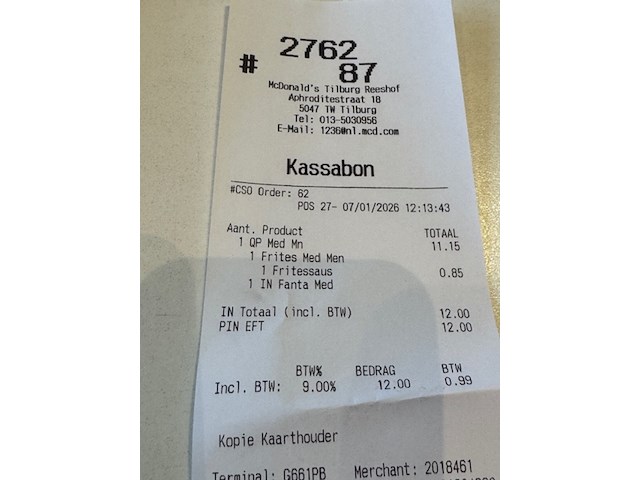 # 2762
87
McDonald's Tilburg Reeshof
Aphroditestraat 18
5047 TW Tilburg
Tel: 013-5030956
E-Mail: 1236@nl.mcd.com
Kassabon
#CSO Order: 62
POS 27- 07/01/2026 12:13:43
Aant. Product TOTAAL
1 QP Med Mn 11.15
1 Frites Med Men
1 Fritessaus 0.85
1 IN Fanta Med
IN Totaal (incl. BTW) 12.00
PIN EFT 12.00
BTW% BEDRAG BTW
Incl. BTW: 9.00% 12.00 0.99
Kopie Kaarthouder
Terminal: G661PB Merchant: 2018461